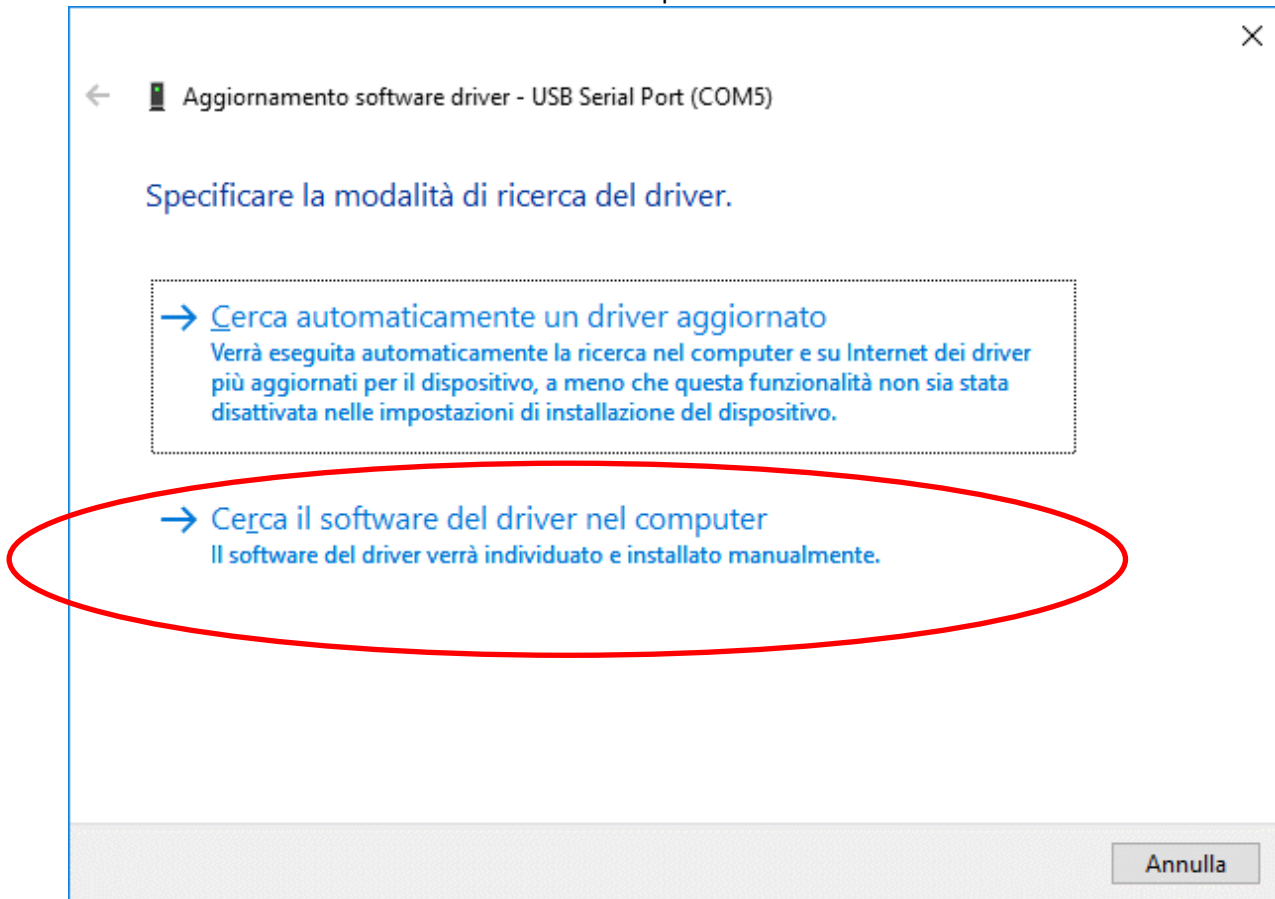 Aggiornamento software driver - USB Serial Port (COM5)
Specificare la modalità di ricerca del driver.
Cerca automaticamente un driver aggiornato
Verrà eseguita automaticamente la ricerca nel computer e su Internet dei driver
più aggiornati per il dispositivo, a meno che questa funzionalità non sia stata
disattivata nelle impostazioni di installazione del dispositivo.
Cerca il software del driver nel computer
Il software del driver verrà individuato e installato manualmente.
Annulla